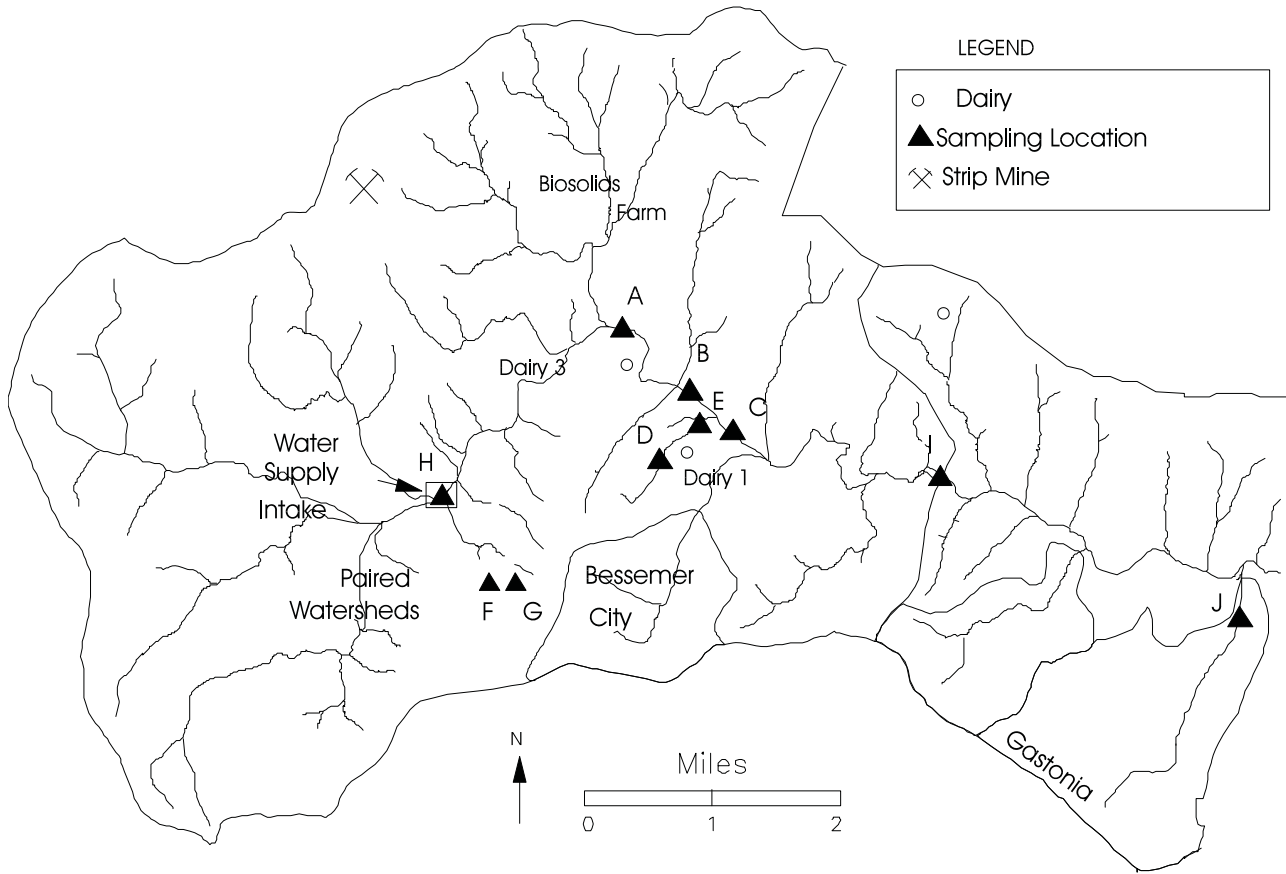 LEGEND
Dairy
Sampling Location
Strip Mine
Biosolids
Farm
A
Dairy 3
B
E
C
D
Dairy 1
Water
Supply
Intake
H
I
Paired
Watersheds
F
G
Bessemer
City
J
Gastonia
N
Miles
0
1
2